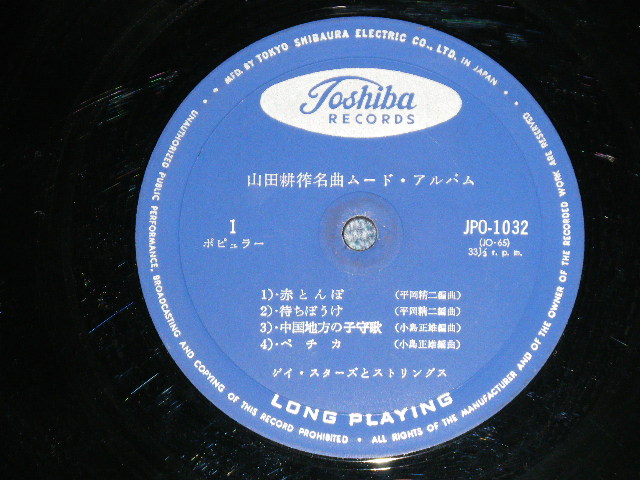 MFD. BY TOKYO SHIBAURA ELECTRIC CO., LTD. IN JAPAN.
Toshiba
RECORDS
山田耕筰名曲ムード・アルバム
1
ポピュラー
JPO-1032
(JO-65)
33⅓ r. p. m.
1)・赤とんぼ (平岡精二編曲)
2)・待ちぼうけ (平岡精二編曲)
3)・中国地方の子守歌 (小島正雄編曲)
4)・ペチカ (小島正雄編曲)
ゲイ・スターズとストリングス
LONG PLAYING
UNAUTHORIZED PUBLIC PERFORMANCE, BROADCASTING AND COPYING OF THIS RECORD PROHIBITED • ALL RIGHTS OF THE MANUFACTURER AND OF THE OWNER OF THE RECORDED WORK ARE RESERVED